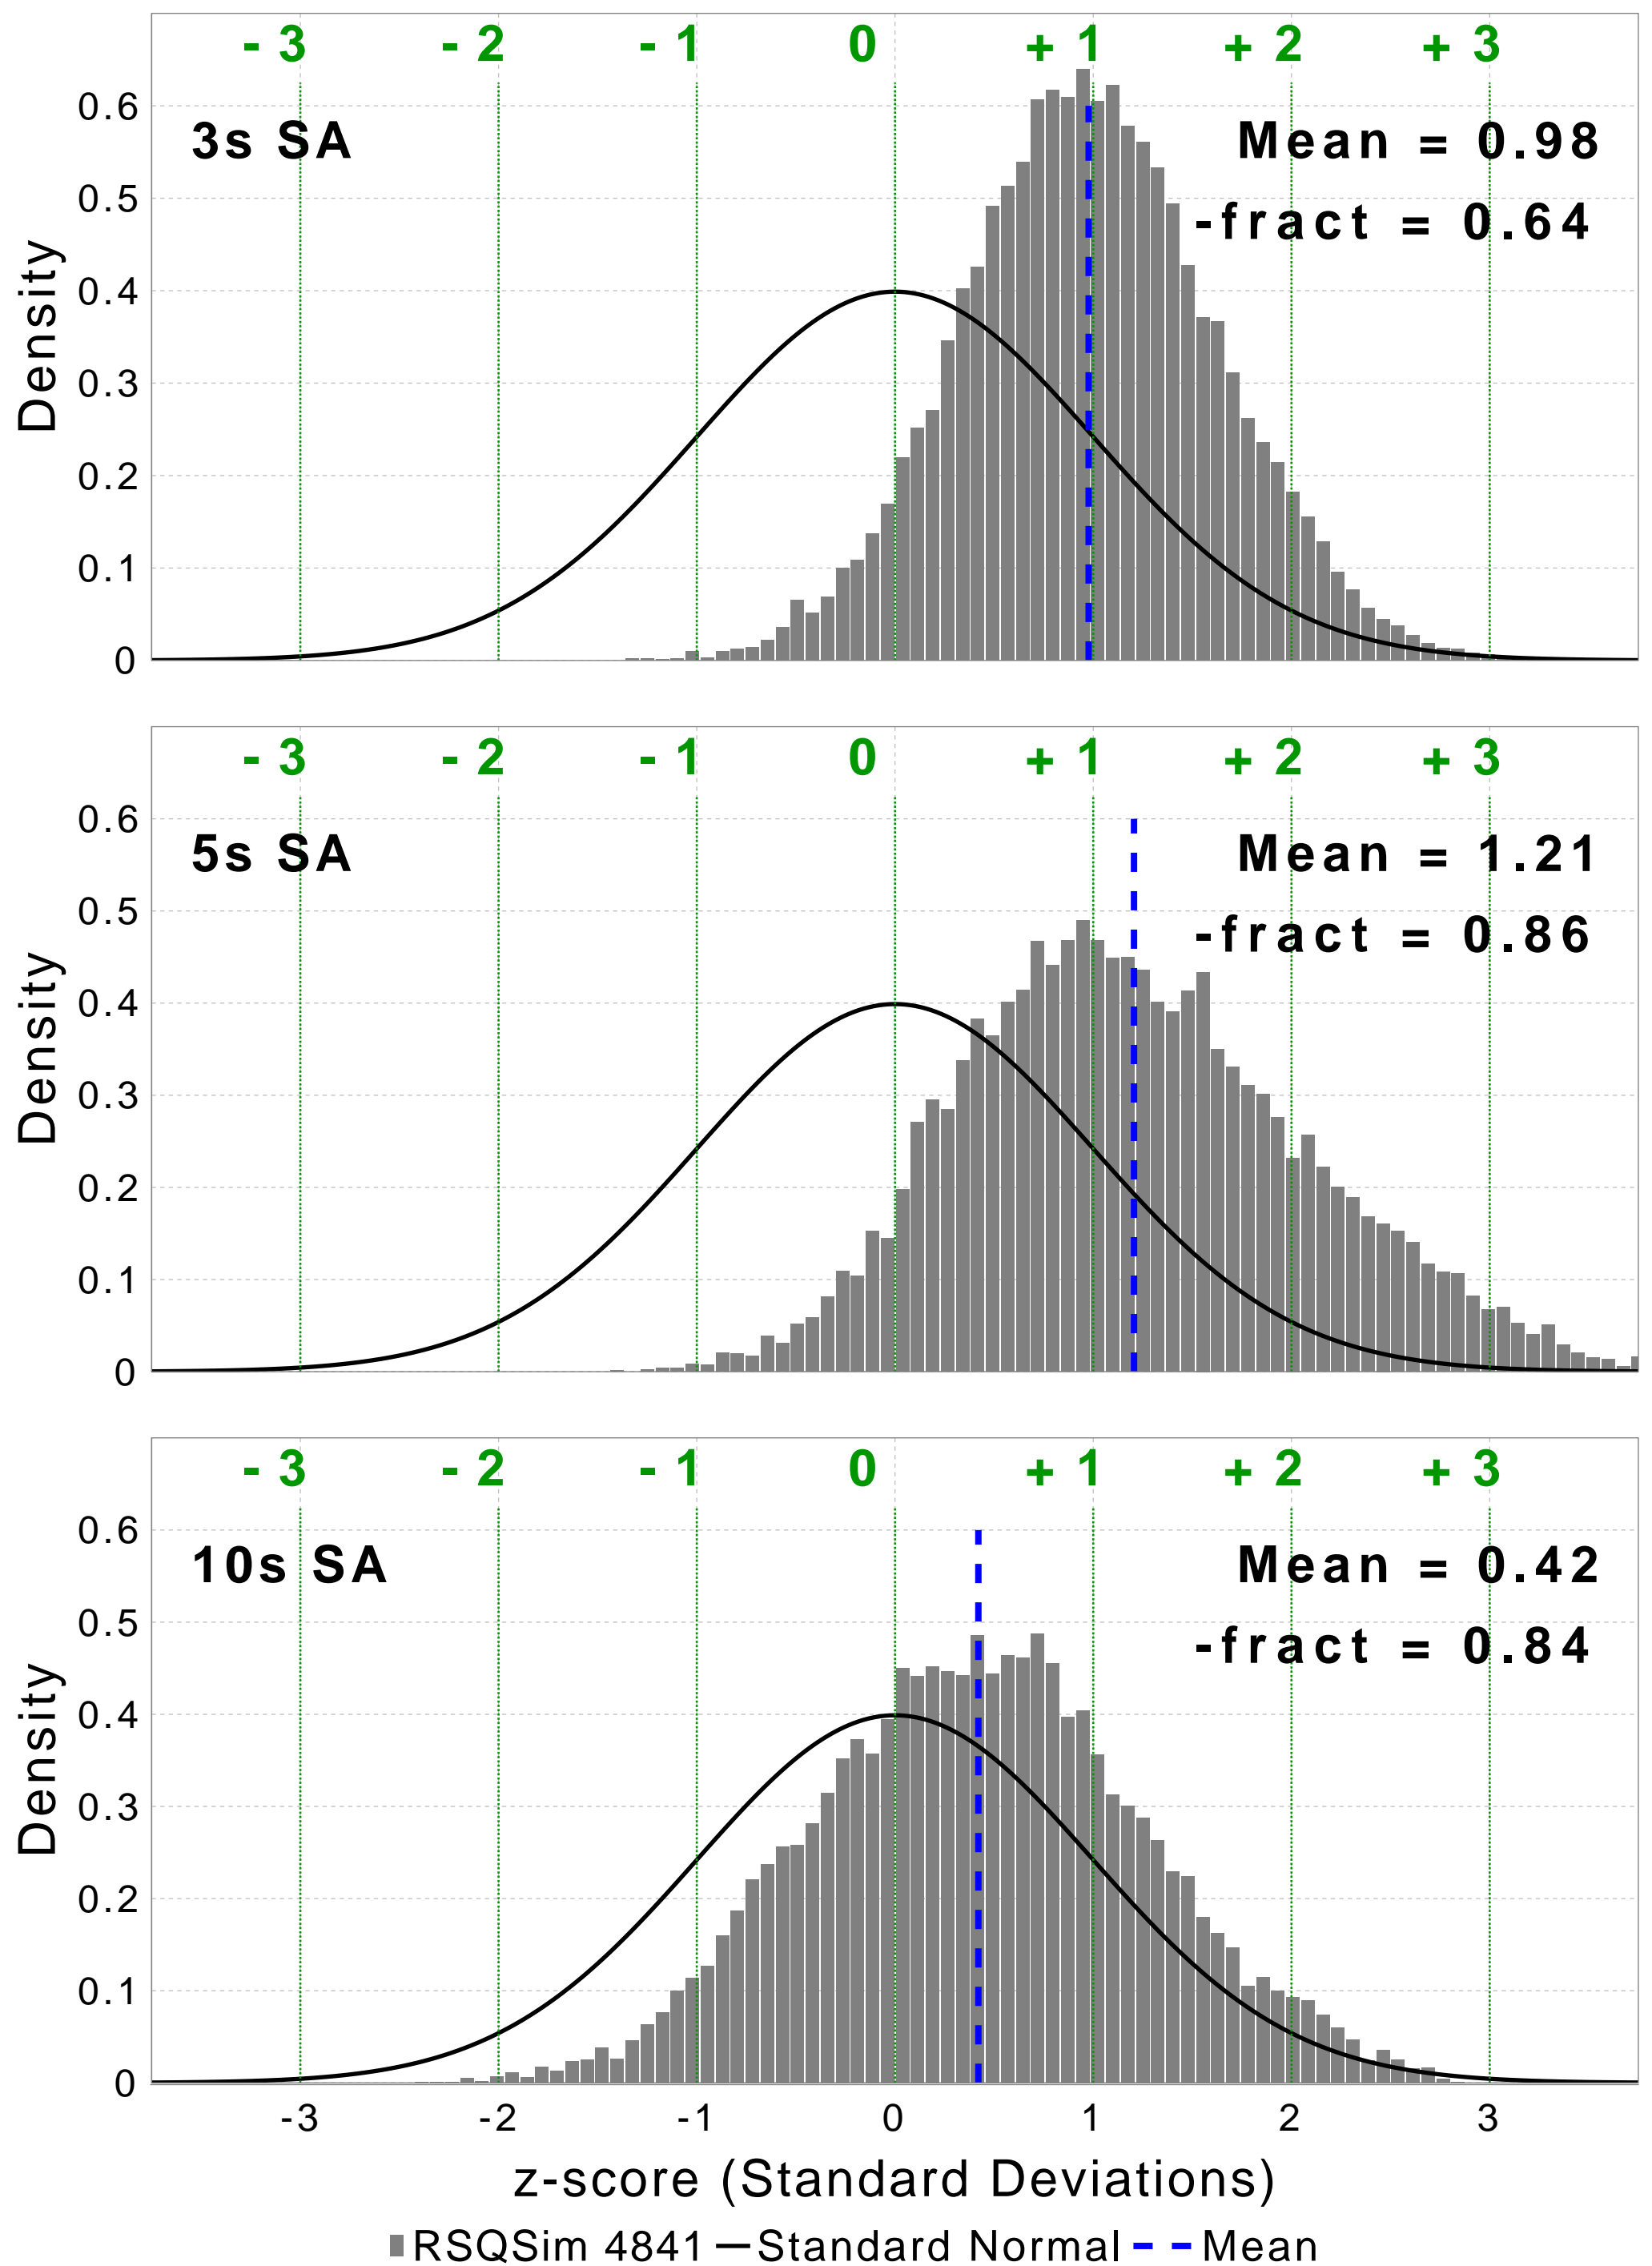 - 3 - 2 - 1 0 + 1 + 2 + 3
0.6
3s SA Mean = 0.98
0.5
-fract = 0.64
0.4
Density
0.3
0.2
0.1
0
- 3 - 2 - 1 0 + 1 + 2 + 3
0.6
5s SA Mean = 1.21
0.5
-fract = 0.86
0.4
Density
0.3
0.2
0.1
0
- 3 - 2 - 1 0 + 1 + 2 + 3
0.6
10s SA Mean = 0.42
0.5
-fract = 0.84
0.4
Density
0.3
0.2
0.1
0
-3 -2 -1 0 1 2 3
z-score (Standard Deviations)
RSQSim 4841 Standard Normal Mean